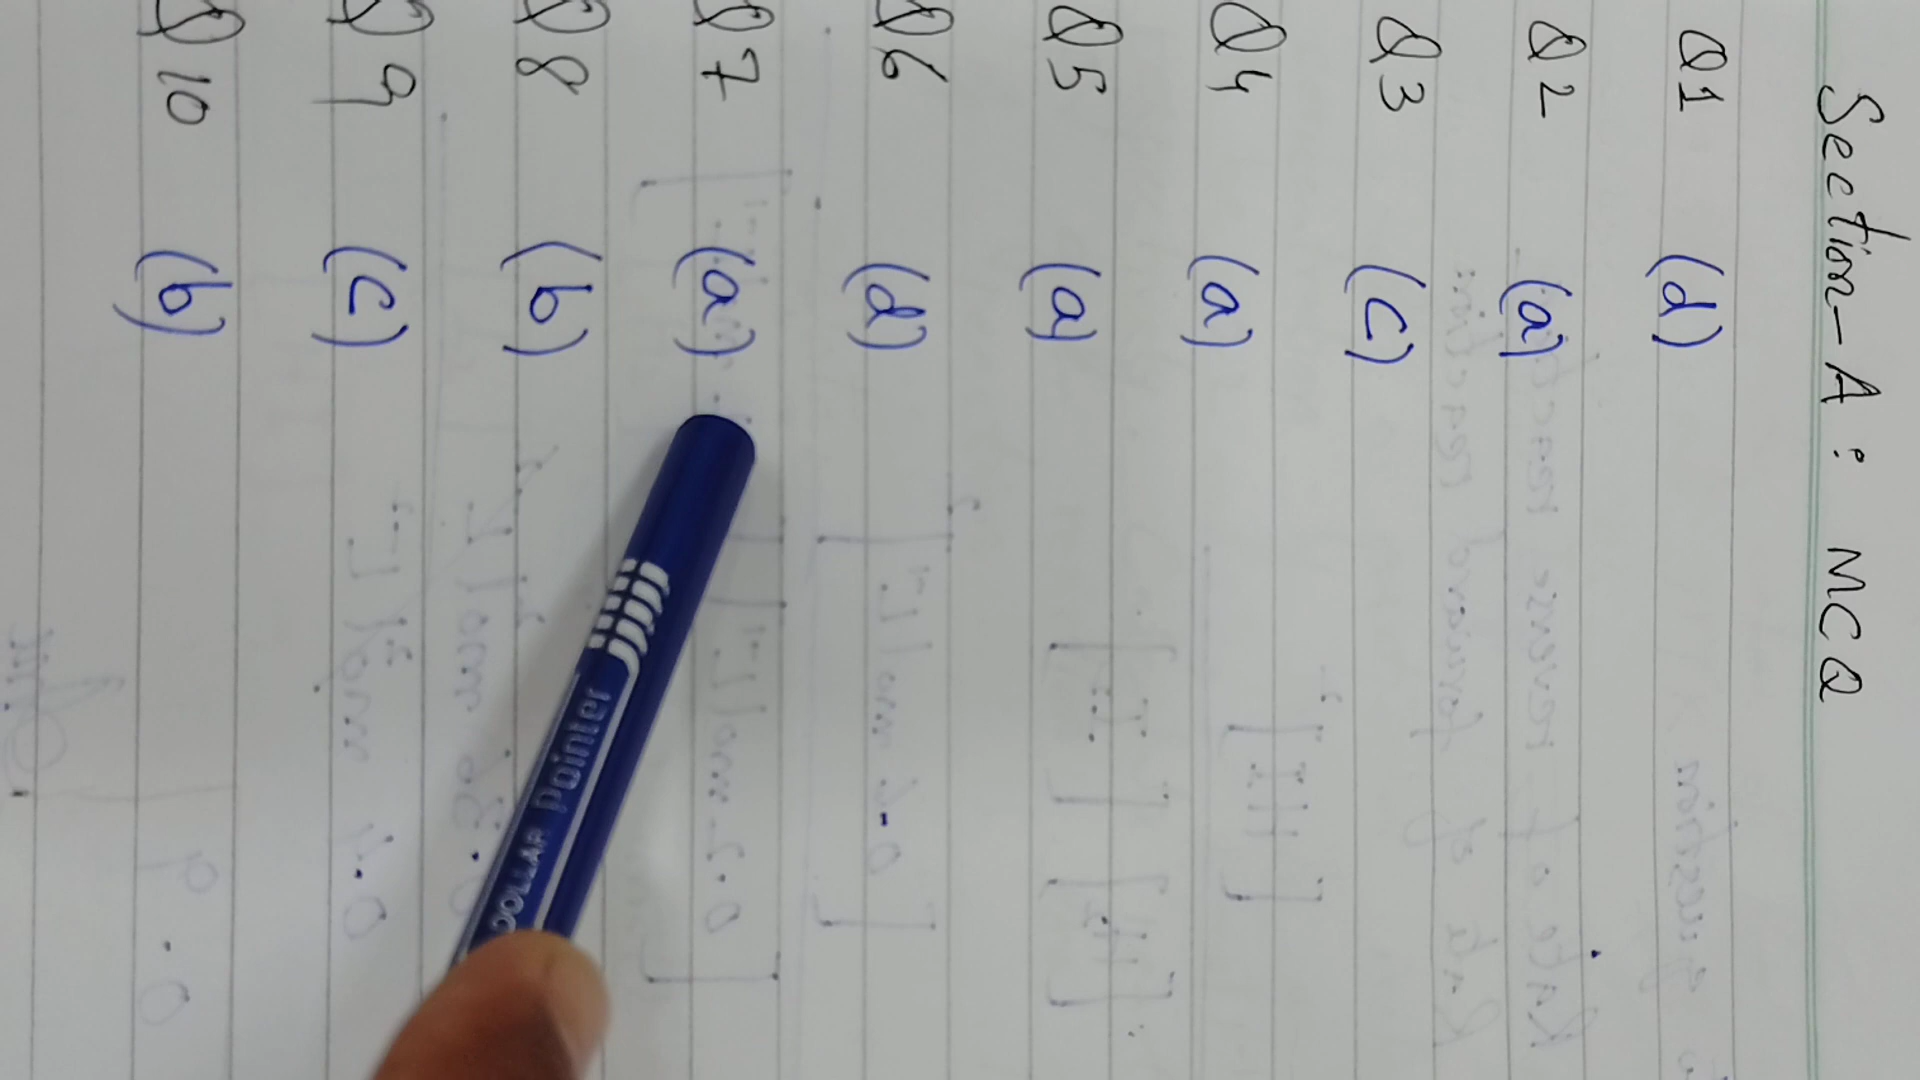 Section-A: MCQ
Q1 (d)
Q2 (a)
Q3 (c)
Q4 (a)
Q5 (a)
Q6 (d)
Q7 (a)
Q8 (b)
Q9 (c)
Q10 (b)
DOLLAR Pointer